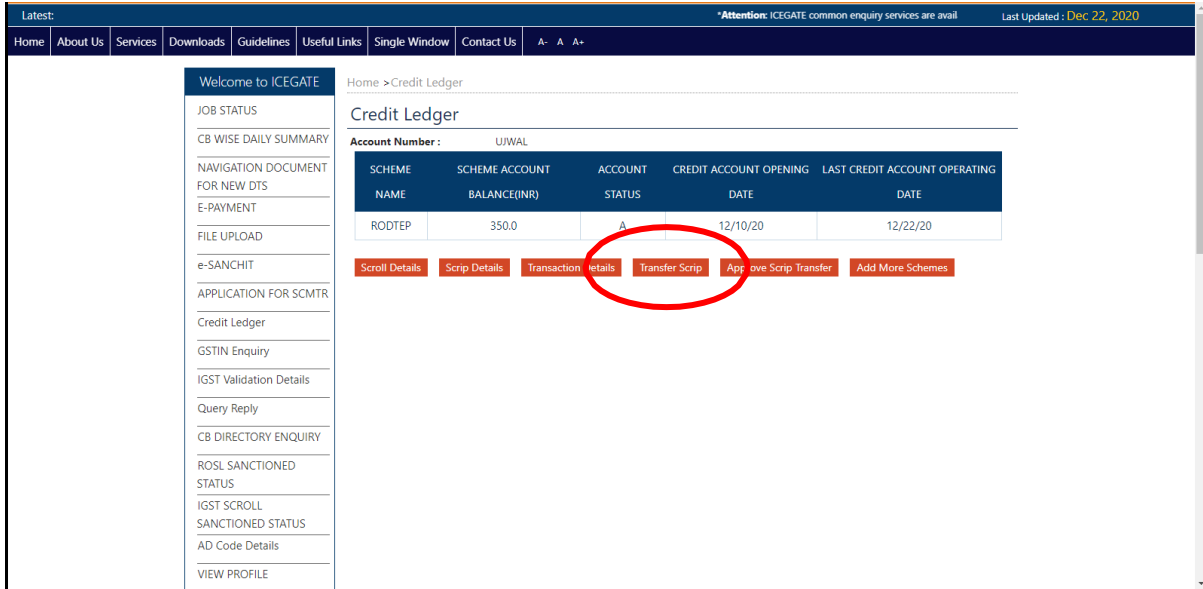 Latest:
*Attention: ICEGATE common enquiry services are avail
Last Updated : Dec 22, 2020
Home About Us Services Downloads Guidelines Useful Links Single Window Contact Us A- A A+
Welcome to ICEGATE
JOB STATUS
CB WISE DAILY SUMMARY
NAVIGATION DOCUMENT
FOR NEW DTS
E-PAYMENT
FILE UPLOAD
e-SANCHIT
APPLICATION FOR SCMTR
Credit Ledger
GSTIN Enquiry
IGST Validation Details
Query Reply
CB DIRECTORY ENQUIRY
ROSL SANCTIONED
STATUS
IGST SCROLL
SANCTIONED STATUS
AD Code Details
VIEW PROFILE
Home >Credit Ledger
Credit Ledger
Account Number : UJWAL
SCHEME NAME SCHEME ACCOUNT BALANCE(INR) ACCOUNT STATUS CREDIT ACCOUNT OPENING DATE LAST CREDIT ACCOUNT OPERATING DATE
RODTEP 350.0 A 12/10/20 12/22/20
Scroll Details Scrip Details Transaction Details Transfer Scrip Approve Scrip Transfer Add More Schemes